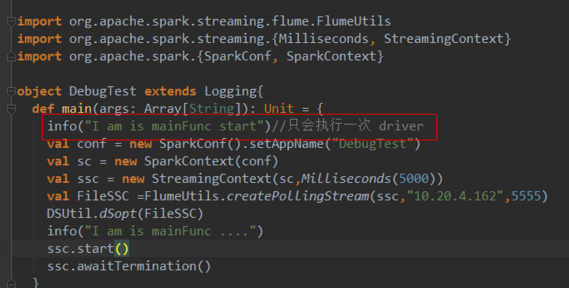 import org.apache.spark.streaming.flume.FlumeUtils
import org.apache.spark.streaming.{Milliseconds, StreamingContext}
import org.apache.spark.{SparkConf, SparkContext}
object DebugTest extends Logging{
def main(args: Array[String]): Unit = {
info("I am is mainFunc start")//只会执行一次 driver
val conf = new SparkConf().setAppName("DebugTest")
val sc = new SparkContext(conf)
val ssc = new StreamingContext(sc,Milliseconds(5000))
val FileSSC =FlumeUtils.createPollingStream(ssc,"10.20.4.162",5555)
DSUtil.dSopt(FileSSC)
info("I am is mainFunc ....")
ssc.start()
ssc.awaitTermination()
}